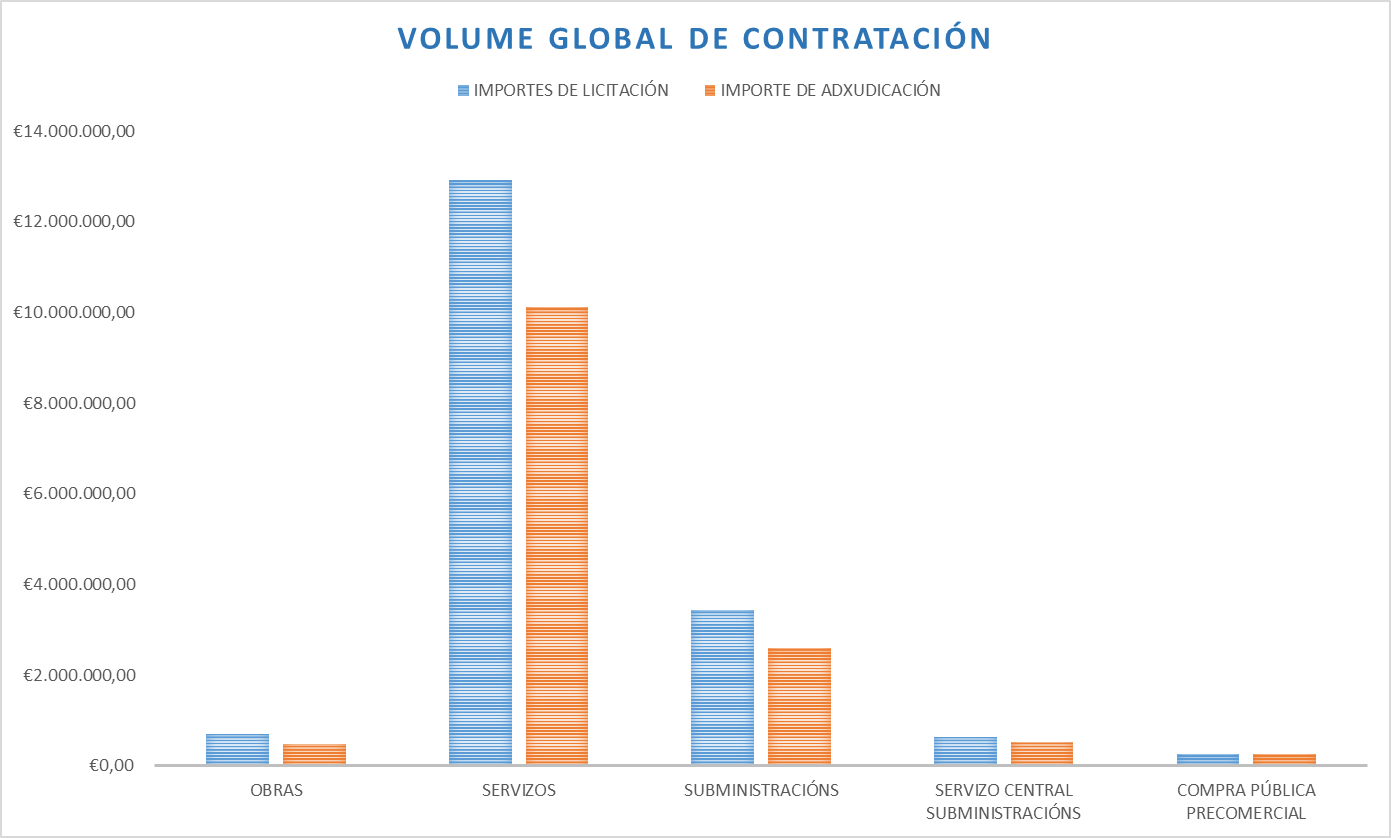 VOLUME GLOBAL DE CONTRATACIÓN
IMPORTES DE LICITACIÓN
IMPORTE DE ADXUDICACIÓN
€14.000.000,00
€12.000.000,00
€10.000.000,00
€8.000.000,00
€6.000.000,00
€4.000.000,00
€2.000.000,00
€0,00
OBRAS
SERVIZOS
SUBMINISTRACIÓNS
SERVIZO CENTRAL
SUBMINISTRACIÓNS
COMPRA PÚBLICA
PRECOMERCIAL